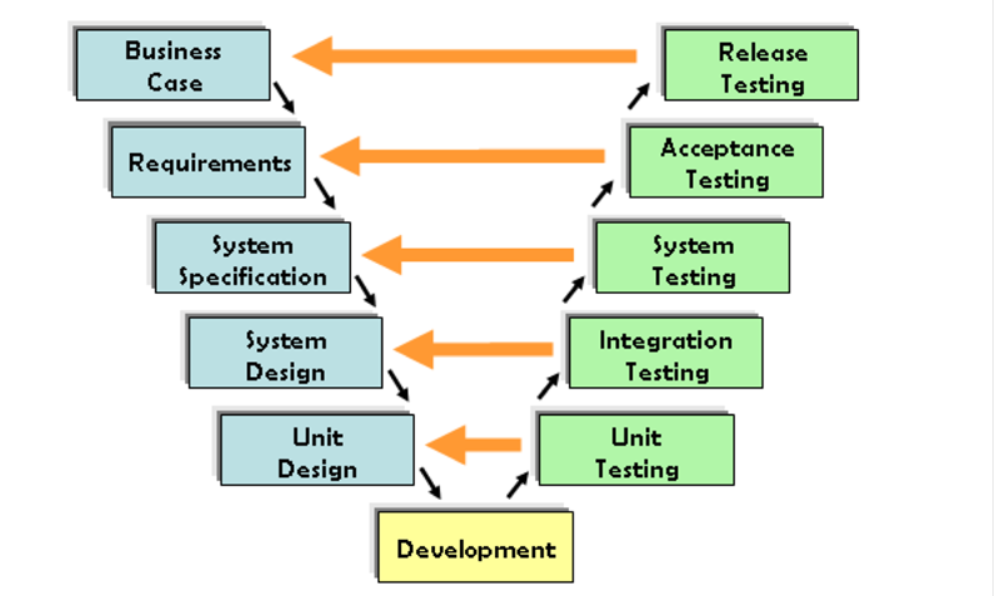 Business
Case
Release
Testing
Requirements
Acceptance
Testing
System
Specification
System
Testing
System
Design
Integration
Testing
Unit
Design
Unit
Testing
Development